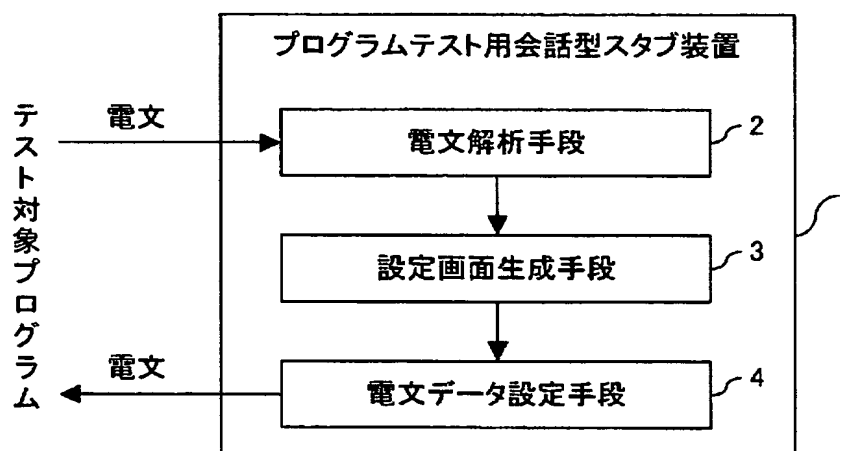 プログラムテスト用会話型スタブ装置
テスト対象プログラム
電文
電文解析手段
2
設定画面生成手段
3
電文
電文データ設定手段
4